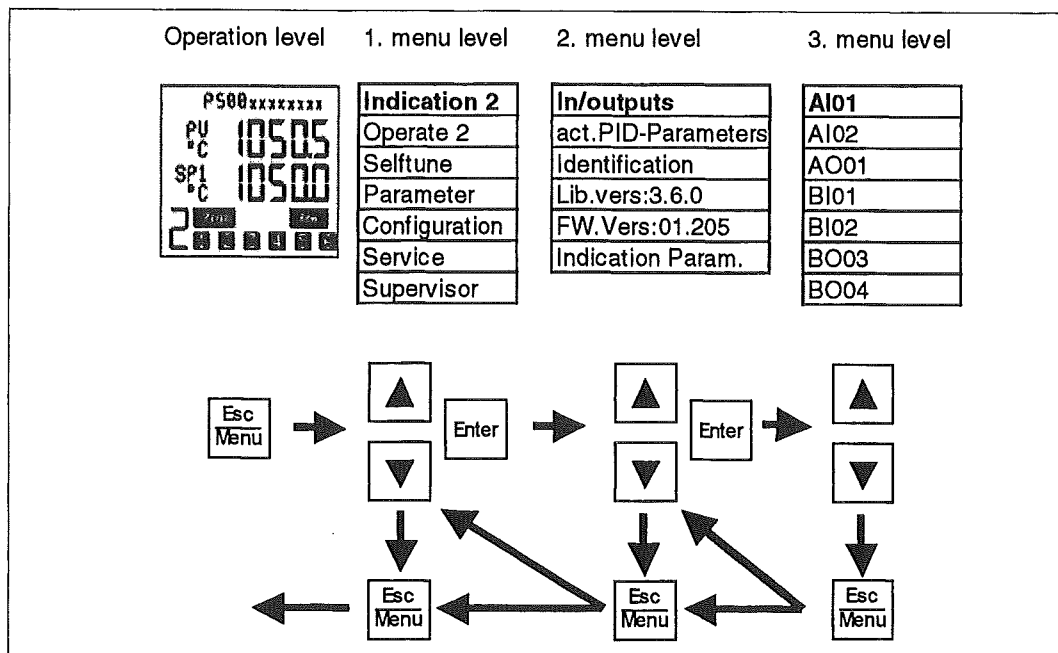 Operation level 1. menu level 2. menu level 3. menu level
PS00xxxxxxxx
PV 1050.5
°C
SP1 1050.0
°C
2
Indication 2
Operate 2
Selftune
Parameter
Configuration
Service
Supervisor
In/outputs
act.PID-Parameters
Identification
Lib.vers:3.6.0
FW.Vers:01.205
Indication Param.
AI01
AI02
AO01
BI01
BI02
BO03
BO04
Esc
Menu
Enter
Enter
Esc
Menu
Esc
Menu
Esc
Menu